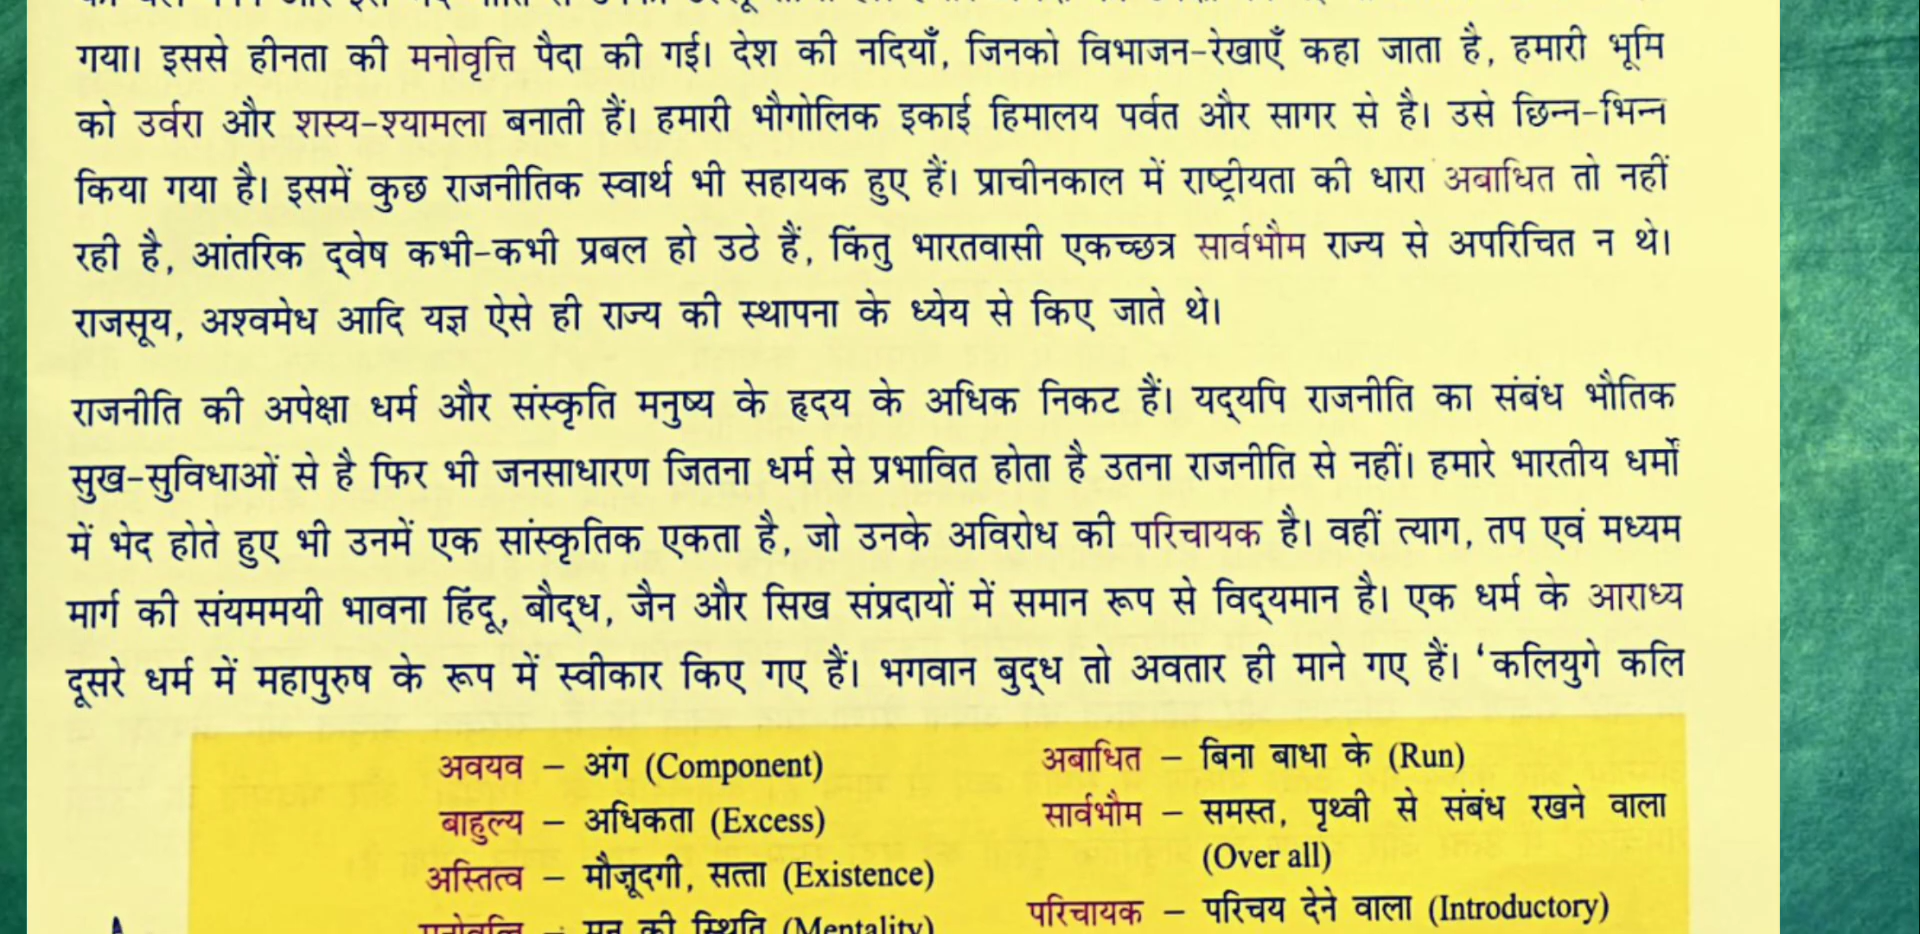 गया। इससे हीनता की मनोवृत्ति पैदा की गई। देश की नदियाँ, जिनको विभाजन-रेखाएँ कहा जाता है, हमारी भूमि
को उर्वरा और शस्य-श्यामला बनाती हैं। हमारी भौगोलिक इकाई हिमालय पर्वत और सागर से है। उसे छिन्न-भिन्न
किया गया है। इसमें कुछ राजनीतिक स्वार्थ भी सहायक हुए हैं। प्राचीनकाल में राष्ट्रीयता की धारा अबाधित तो नहीं
रही है, आंतरिक द्वेष कभी-कभी प्रबल हो उठे हैं, किंतु भारतवासी एकच्छत्र सार्वभौम राज्य से अपरिचित न थे।
राजसूय, अश्वमेध आदि यज्ञ ऐसे ही राज्य की स्थापना के ध्येय से किए जाते थे।
राजनीति की अपेक्षा धर्म और संस्कृति मनुष्य के हृदय के अधिक निकट हैं। यद्यपि राजनीति का संबंध भौतिक
सुख-सुविधाओं से है फिर भी जनसाधारण जितना धर्म से प्रभावित होता है उतना राजनीति से नहीं। हमारे भारतीय धर्मों
में भेद होते हुए भी उनमें एक सांस्कृतिक एकता है, जो उनके अविरोध की परिचायक है। वहीं त्याग, तप एवं मध्यम
मार्ग की संयममयी भावना हिंदू, बौद्ध, जैन और सिख संप्रदायों में समान रूप से विद्यमान है। एक धर्म के आराध्य
दूसरे धर्म में महापुरुष के रूप में स्वीकार किए गए हैं। भगवान बुद्ध तो अवतार ही माने गए हैं। 'कलियुगे कलि
अवयव – अंग (Component)
बाहुल्य – अधिकता (Excess)
अस्तित्व – मौजूदगी, सत्ता (Existence)
मनोवृत्ति – मन की स्थिति (Mentality)
अबाधित – बिना बाधा के (Run)
सार्वभौम – समस्त, पृथ्वी से संबंध रखने वाला
(Over all)
परिचायक – परिचय देने वाला (Introductory)